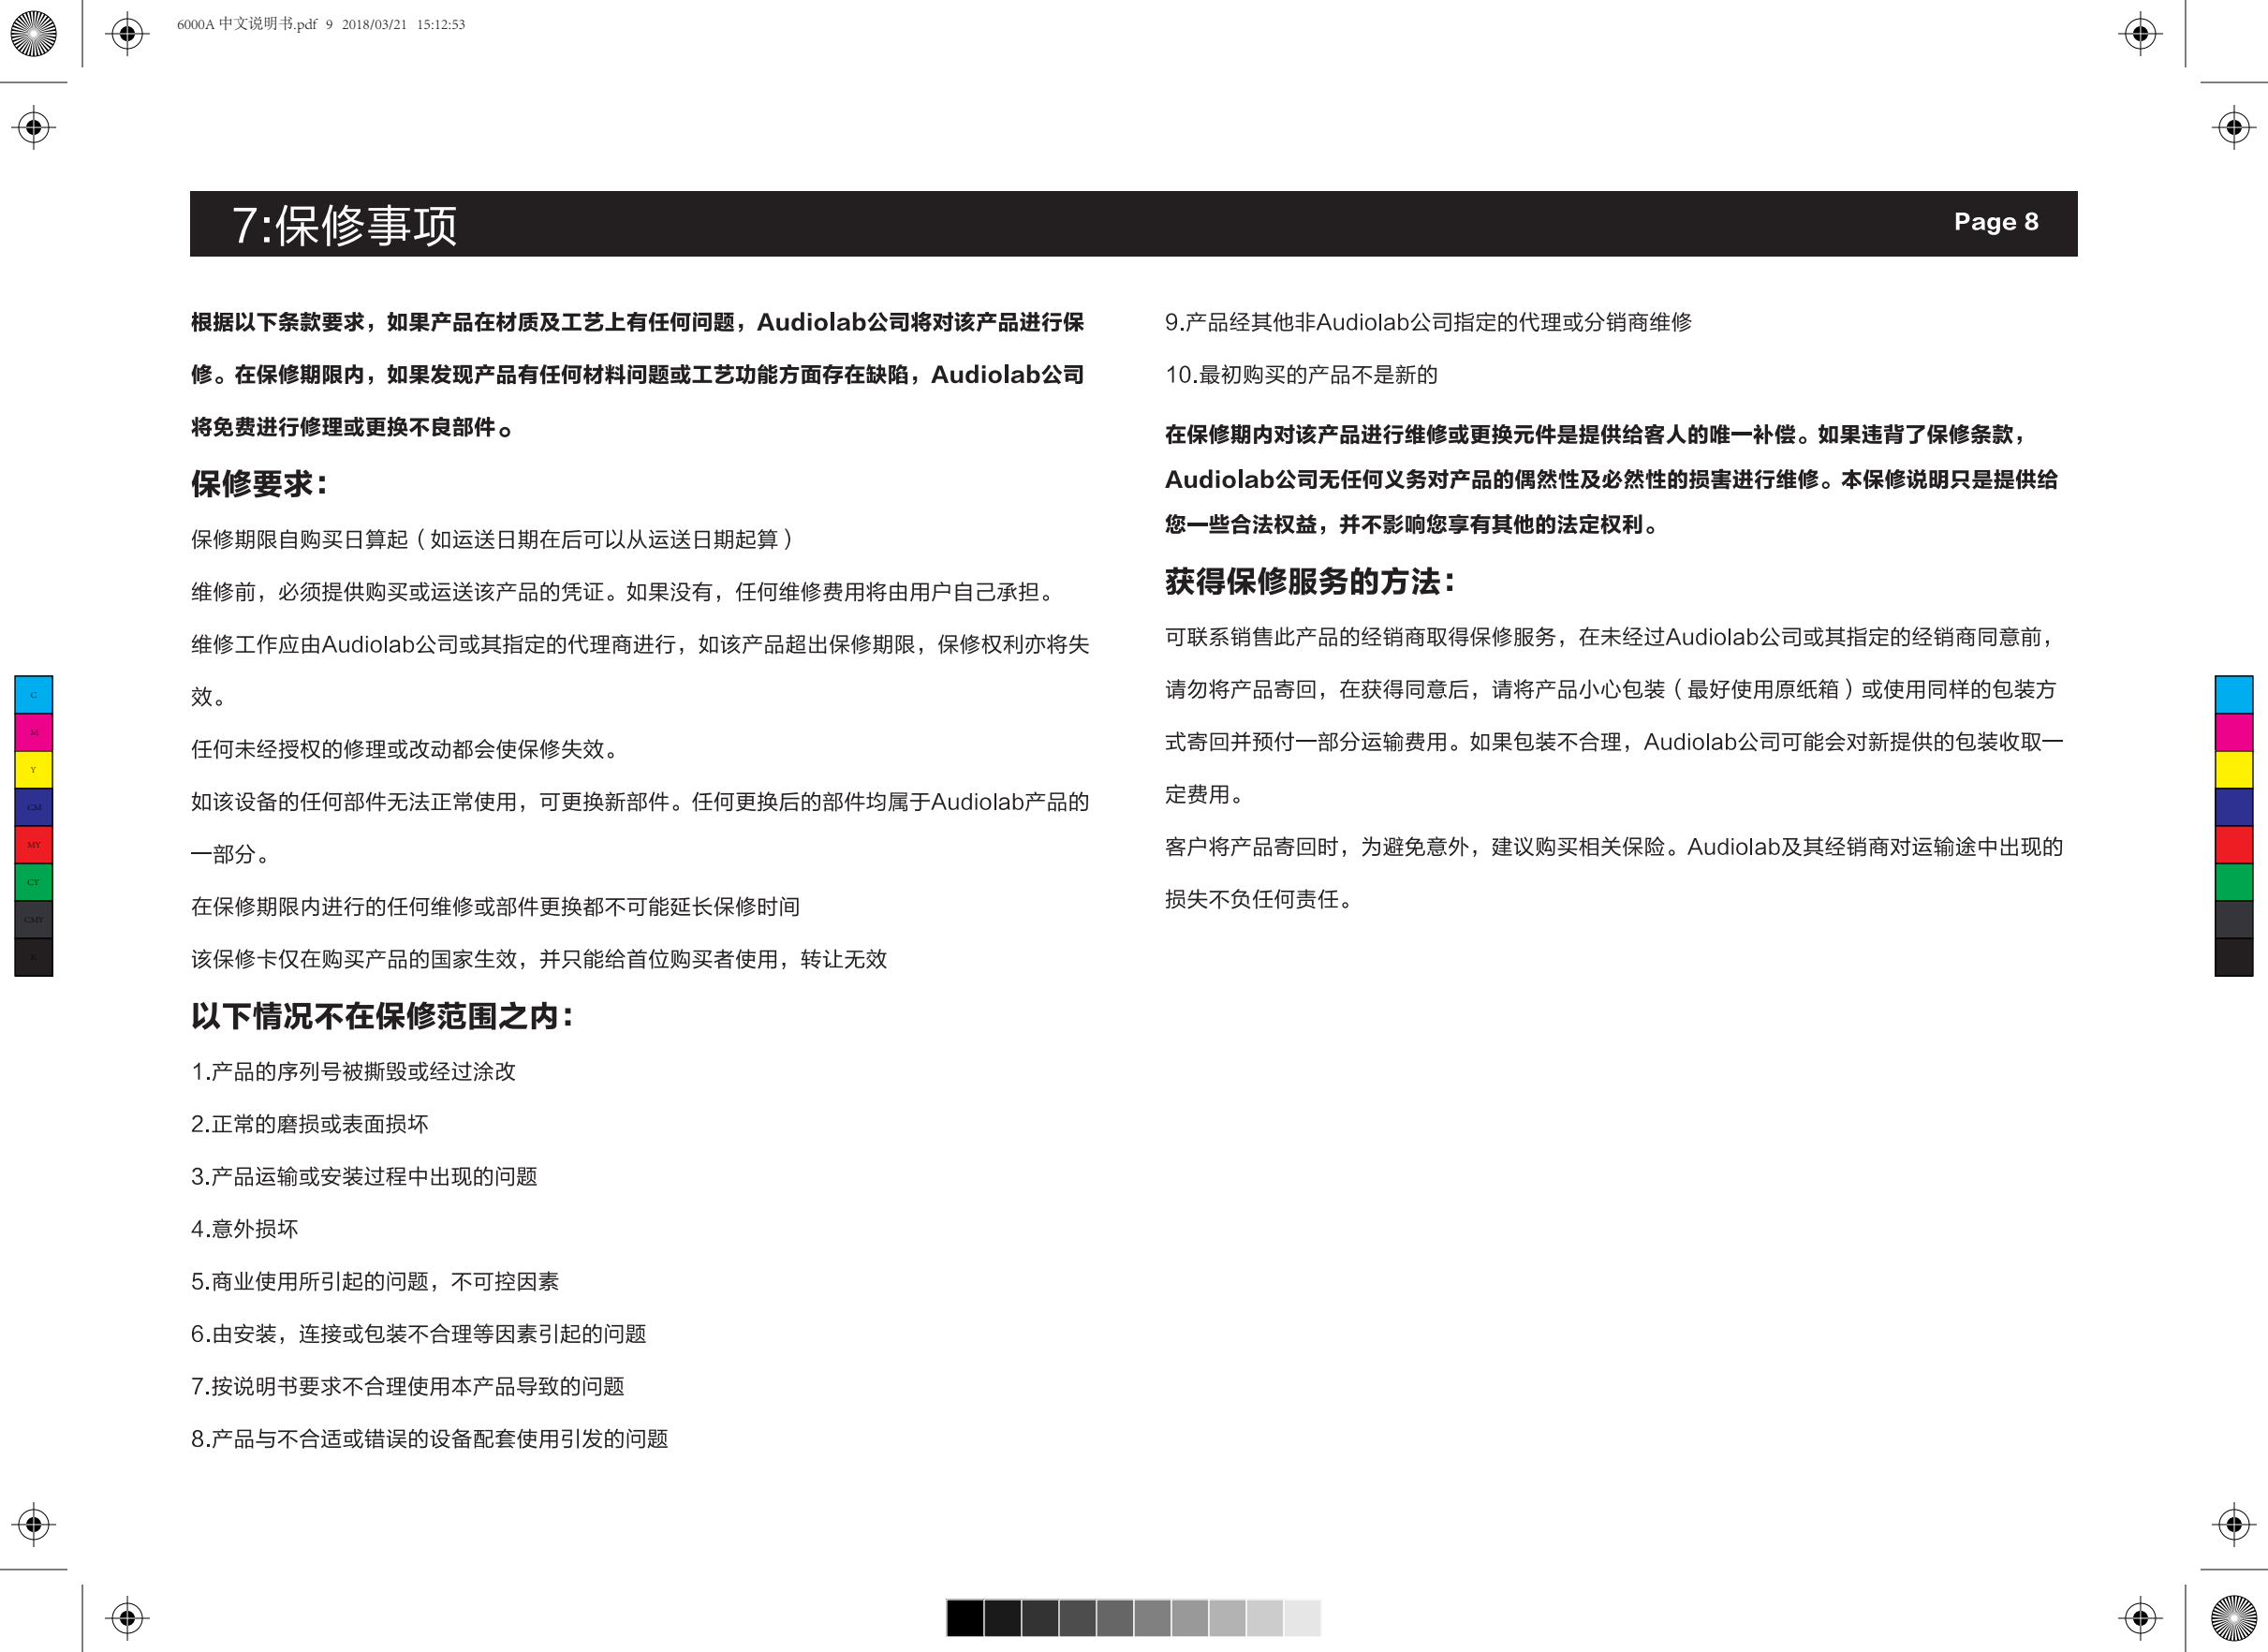 6000A 中文说明书.pdf 9 2018/03/21 15:12:53
7:保修事项
Page 8
根据以下条款要求，如果产品在材质及工艺上有任何问题，Audiolab公司将对该产品进行保
修。在保修期限内，如果发现产品有任何材料问题或工艺功能方面存在缺陷，Audiolab公司
将免费进行修理或更换不良部件。
保修要求：
保修期限自购买日算起（如运送日期在后可以从运送日期起算）
维修前，必须提供购买或运送该产品的凭证。如果没有，任何维修费用将由用户自己承担。
维修工作应由Audiolab公司或其指定的代理商进行，如该产品超出保修期限，保修权利亦将失
效。
任何未经授权的修理或改动都会使保修失效。
如该设备的任何部件无法正常使用，可更换新部件。任何更换后的部件均属于Audiolab产品的
一部分。
在保修期限内进行的任何维修或部件更换都不可能延长保修时间
该保修卡仅在购买产品的国家生效，并只能给首位购买者使用，转让无效
以下情况不在保修范围之内：
1.产品的序列号被撕毁或经过涂改
2.正常的磨损或表面损坏
3.产品运输或安装过程中出现的问题
4.意外损坏
5.商业使用所引起的问题，不可控因素
6.由安装，连接或包装不合理等因素引起的问题
7.按说明书要求不合理使用本产品导致的问题
8.产品与不合适或错误的设备配套使用引发的问题
9.产品经其他非Audiolab公司指定的代理或分销商维修
10.最初购买的产品不是新的
在保修期内对该产品进行维修或更换元件是提供给客人的唯一补偿。如果违背了保修条款，
Audiolab公司无任何义务对产品的偶然性及必然性的损害进行维修。本保修说明只是提供给
您一些合法权益，并不影响您享有其他的法定权利。
获得保修服务的方法：
可联系销售此产品的经销商取得保修服务，在未经过Audiolab公司或其指定的经销商同意前，
请勿将产品寄回，在获得同意后，请将产品小心包装（最好使用原纸箱）或使用同样的包装方
式寄回并预付一部分运输费用。如果包装不合理，Audiolab公司可能会对新提供的包装收取一
定费用。
客户将产品寄回时，为避免意外，建议购买相关保险。Audiolab及其经销商对运输途中出现的
损失不负任何责任。
C
M
Y
CM
MY
CY
CMY
K